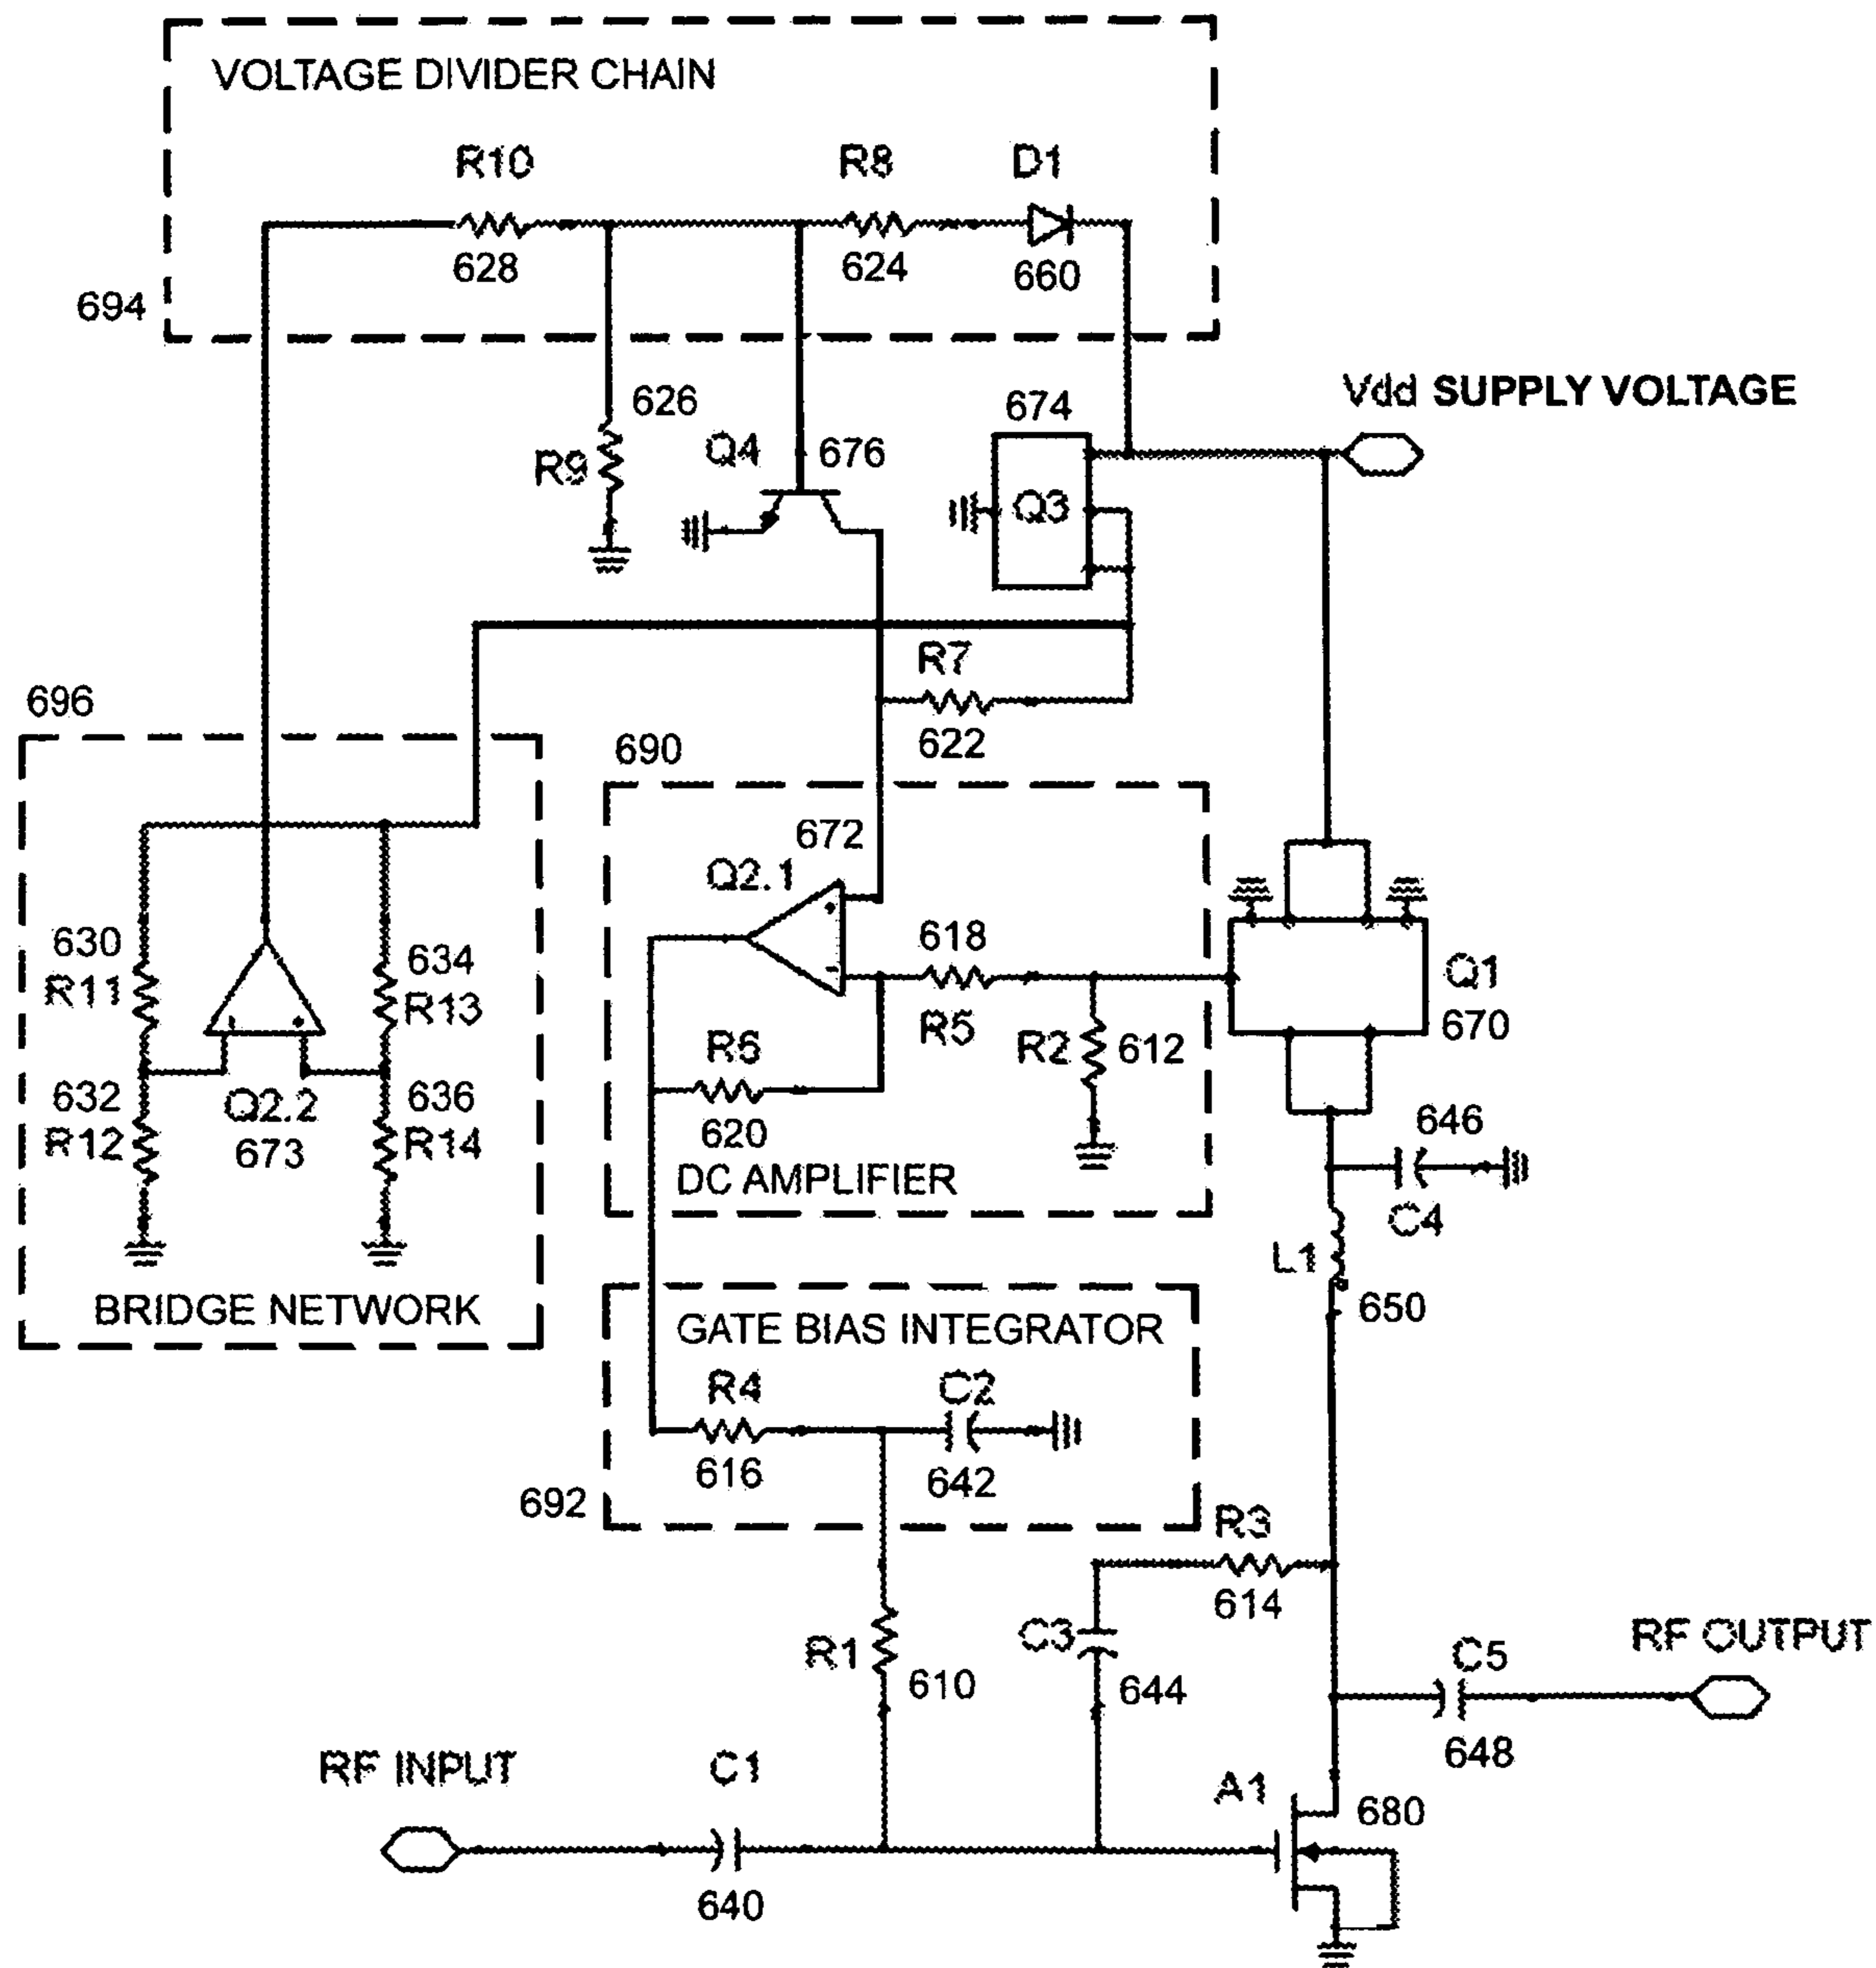 VOLTAGE DIVIDER CHAIN
R10
R8
D1
628
624
660
694
Vdd SUPPLY VOLTAGE
626
674
R9
Q4
676
Q3
R7
622
696
690
672
Q2.1
618
R5
R2
612
Q1
670
630
R11
634
R13
R6
620
632
R12
Q2.2
673
636
R14
646
C4
DC AMPLIFIER
L1
650
BRIDGE NETWORK
GATE BIAS INTEGRATOR
R4
C2
616
642
692
R3
614
C3
644
R1
610
RF OUTPUT
C5
648
RF INPUT
C1
640
A1
680
+
-
-
+